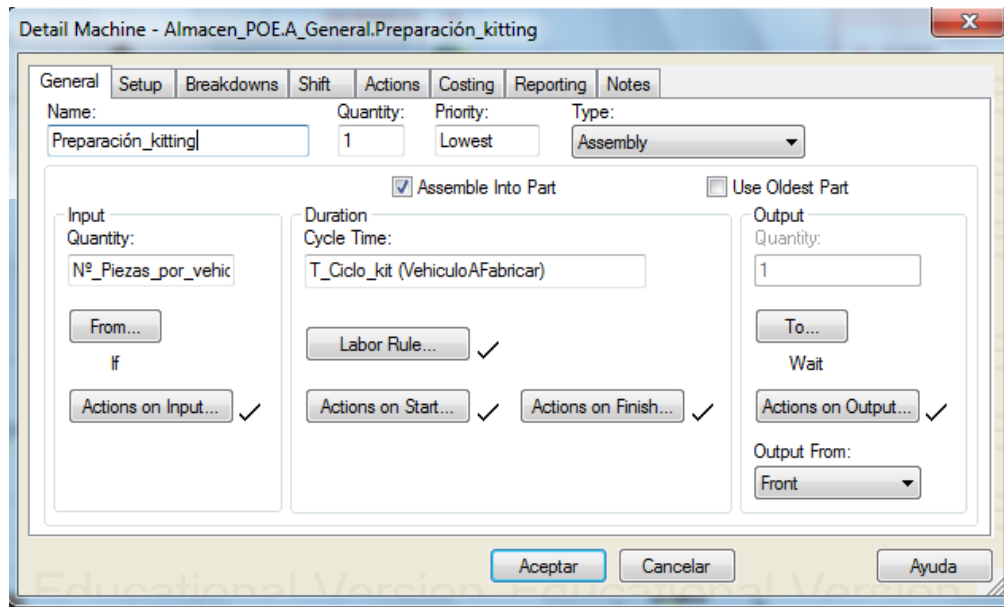 Detail Machine - Almacen_POE.A_General.Preparación_kitting
General Setup Breakdowns Shift Actions Costing Reporting Notes
Name: Quantity: Priority: Type:
Preparación_kitting 1 Lowest Assembly
Assemble Into Part Use Oldest Part
Input Duration Output
Quantity: Cycle Time: Quantity:
Nº_Piezas_por_vehic T_Ciclo_kit (VehiculoAFabricar) 1
From... Labor Rule... To...
If Wait
Actions on Input... Actions on Start... Actions on Finish... Actions on Output...
Output From:
Front
Aceptar Cancelar Ayuda
Educational Version Educational Version